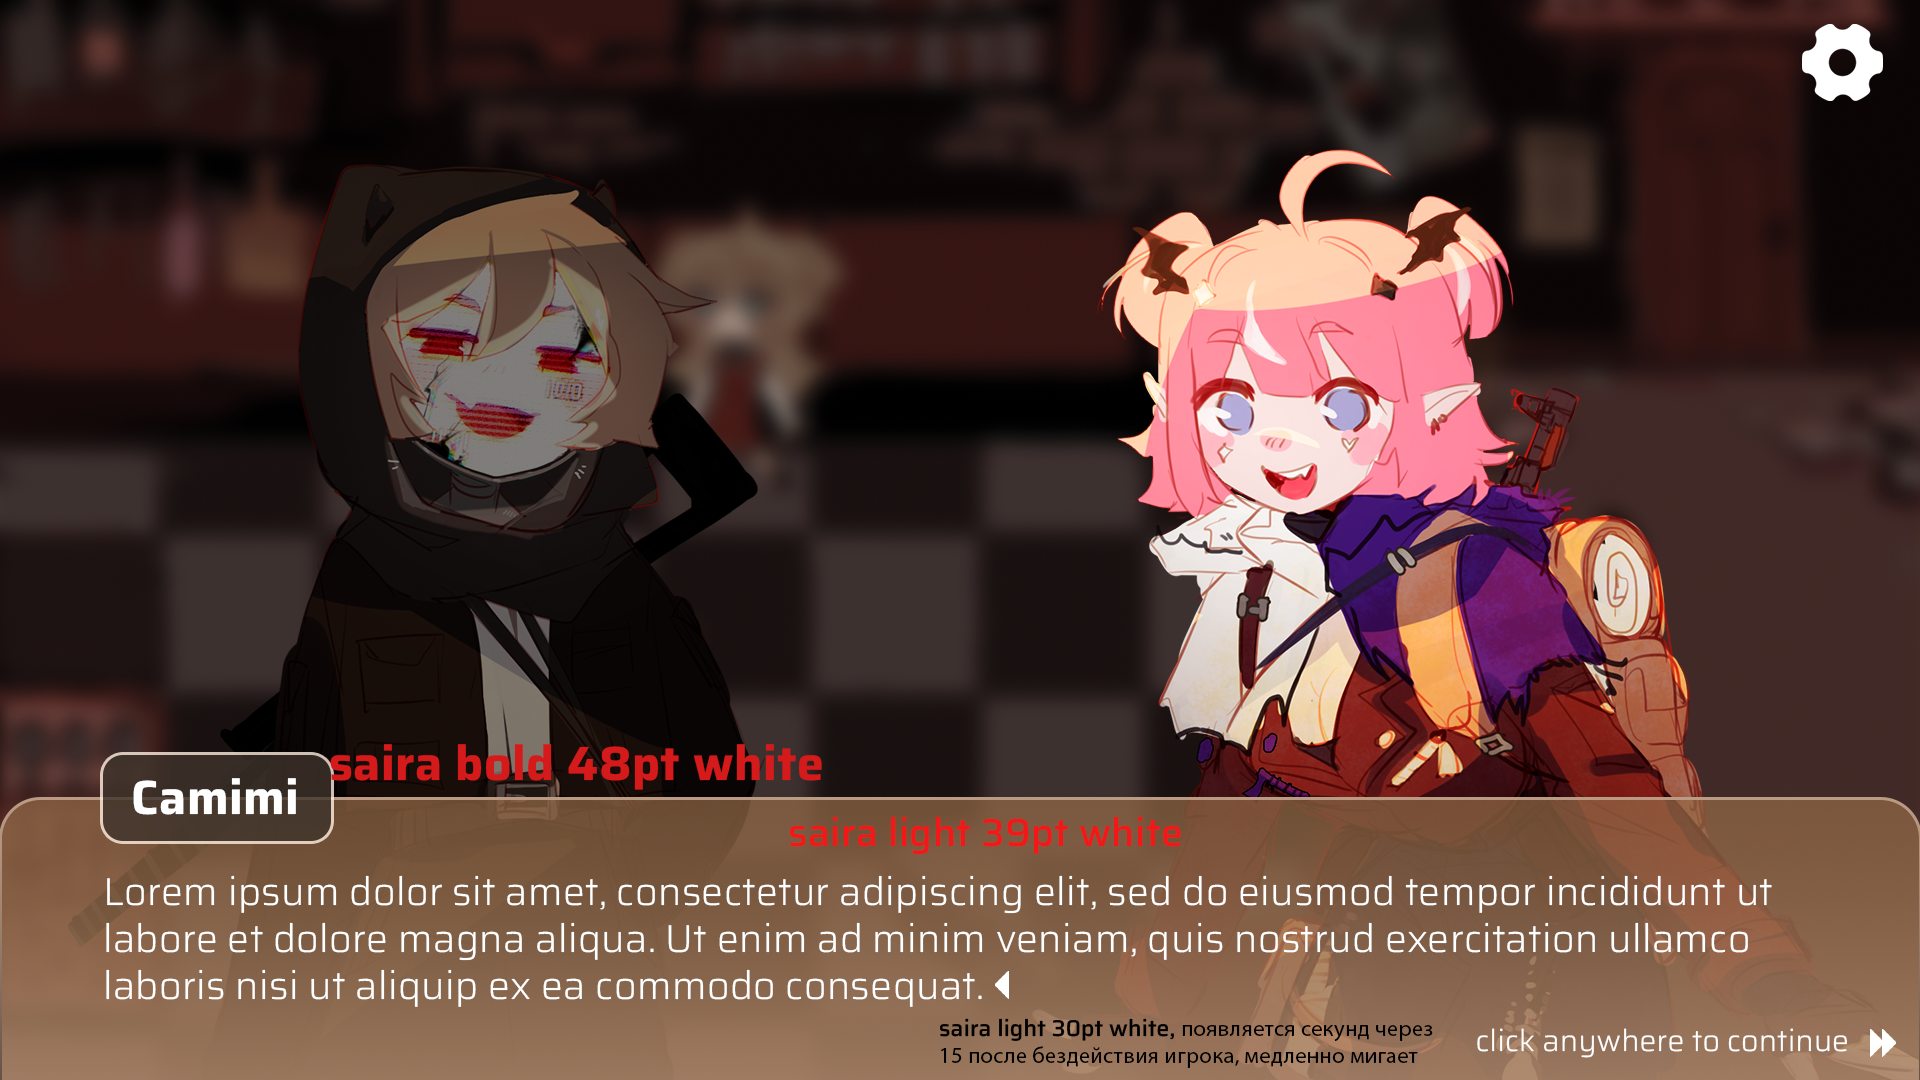 saira bold 48pt white
Camimi
saira light 39pt white
Lorem ipsum dolor sit amet, consectetur adipiscing elit, sed do eiusmod tempor incididunt ut
labore et dolore magna aliqua. Ut enim ad minim veniam, quis nostrud exercitation ullamco
laboris nisi ut aliquip ex ea commodo consequat.
saira light 30pt white, появляется секунд через
15 после бездействия игрока, медленно мигает
click anywhere to continue